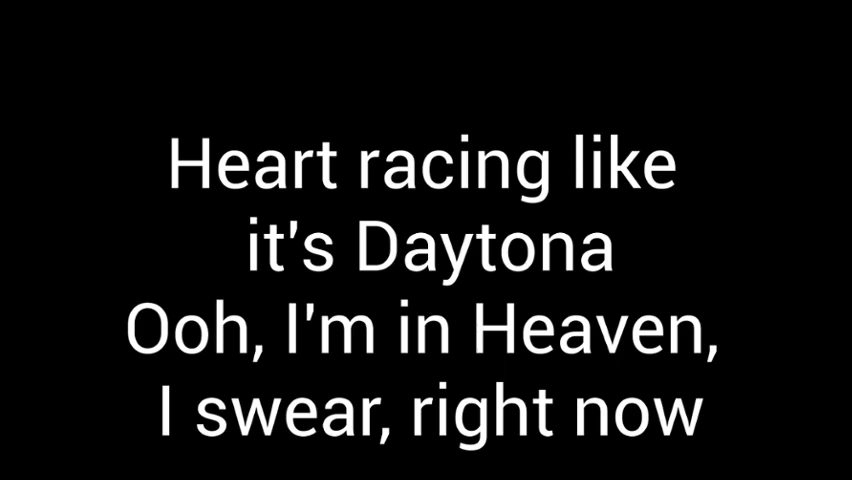 Heart racing like
it's Daytona
Ooh, I'm in Heaven,
I swear, right now